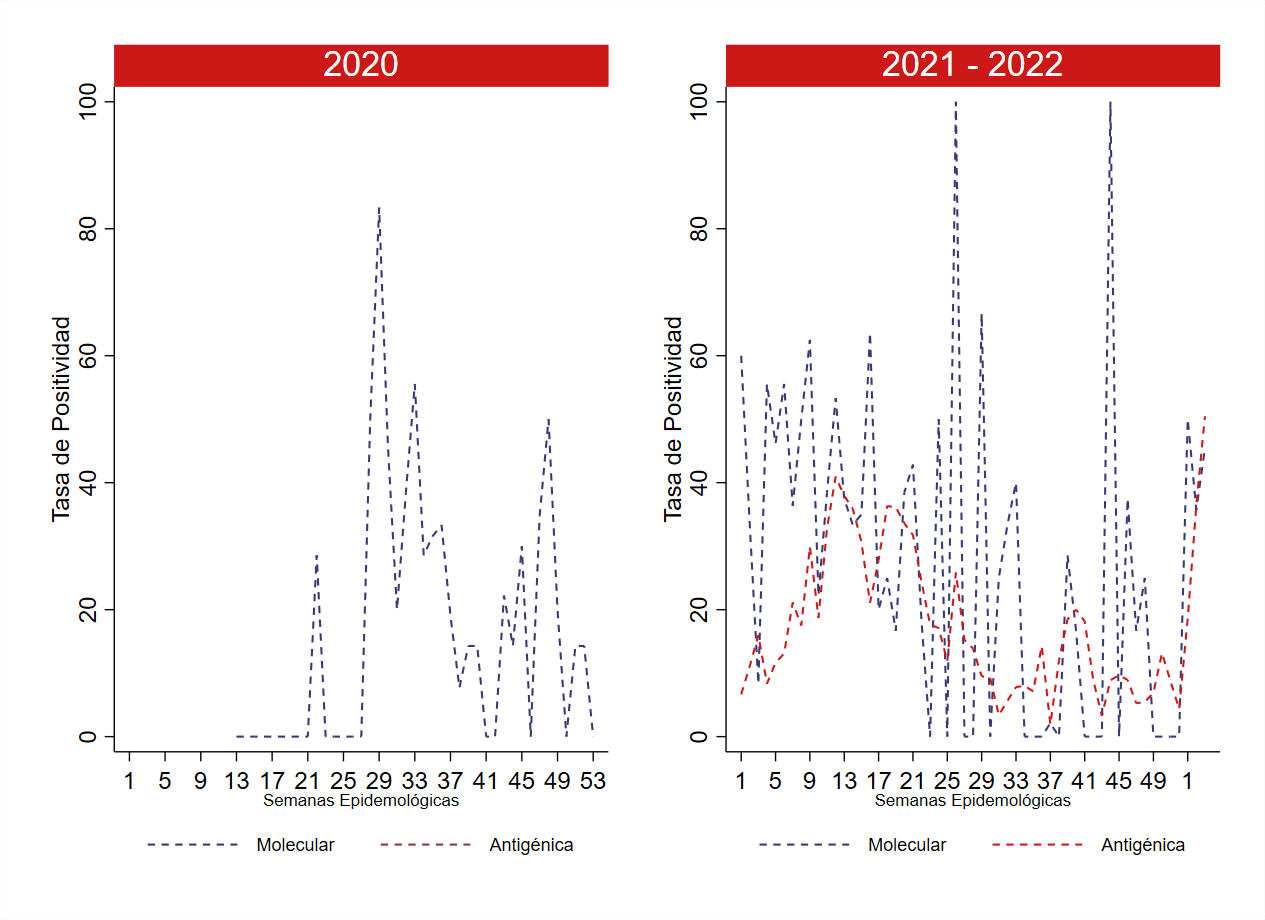 2020
Tasa de Positividad
100
80
60
40
20
0
1 5 9 13 17 21 25 29 33 37 41 45 49 53
Semanas Epidemológicas
Molecular Antigénica
2021 - 2022
Tasa de Positividad
100
80
60
40
20
0
1 5 9 13 17 21 25 29 33 37 41 45 49 1
Semanas Epidemológicas
Molecular Antigénica